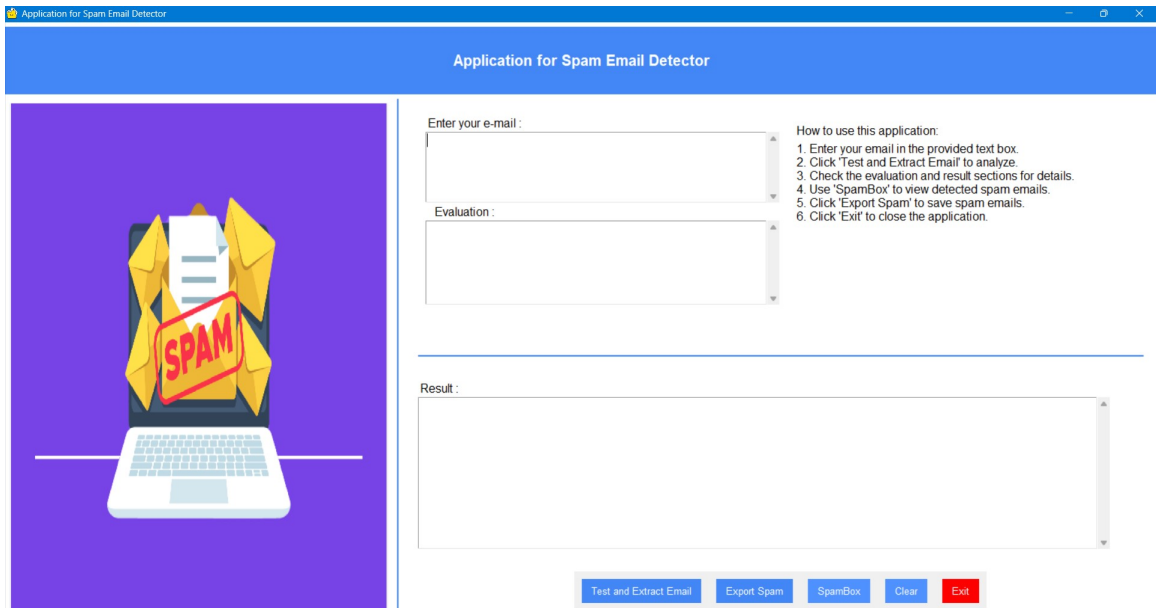 Application for Spam Email Detector
Application for Spam Email Detector
Enter your e-mail :
How to use this application:
1. Enter your email in the provided text box.
2. Click 'Test and Extract Email' to analyze.
3. Check the evaluation and result sections for details.
4. Use 'SpamBox' to view detected spam emails.
5. Click 'Export Spam' to save spam emails.
6. Click 'Exit' to close the application.
Evaluation :
SPAM
Result :
Test and Extract Email
Export Spam
SpamBox
Clear
Exit